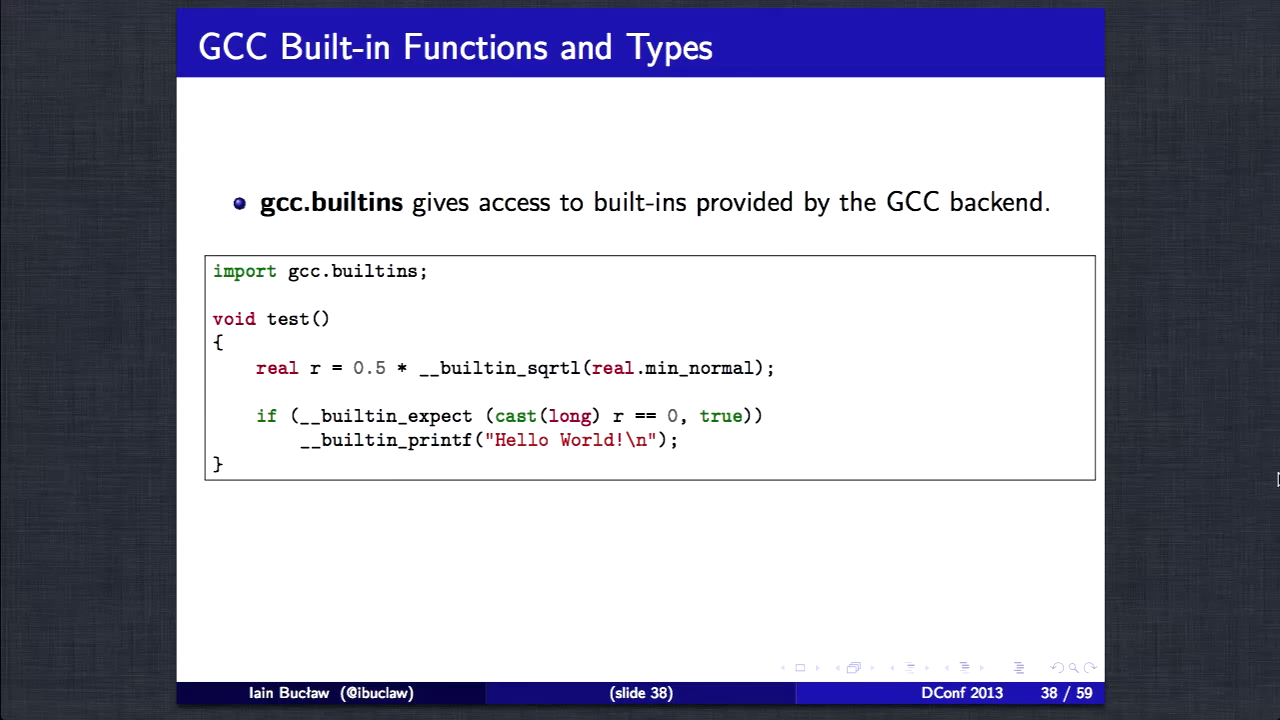 GCC Built-in Functions and Types
gcc.builtins gives access to built-ins provided by the GCC backend.
import gcc.builtins;
void test()
{
real r = 0.5 * __builtin_sqrtl(real.min_normal);
if (__builtin_expect (cast(long) r == 0, true))
__builtin_printf("Hello World!\n");
}
Iain Bucław (@ibuclaw)
(slide 38)
DConf 2013
38 / 59